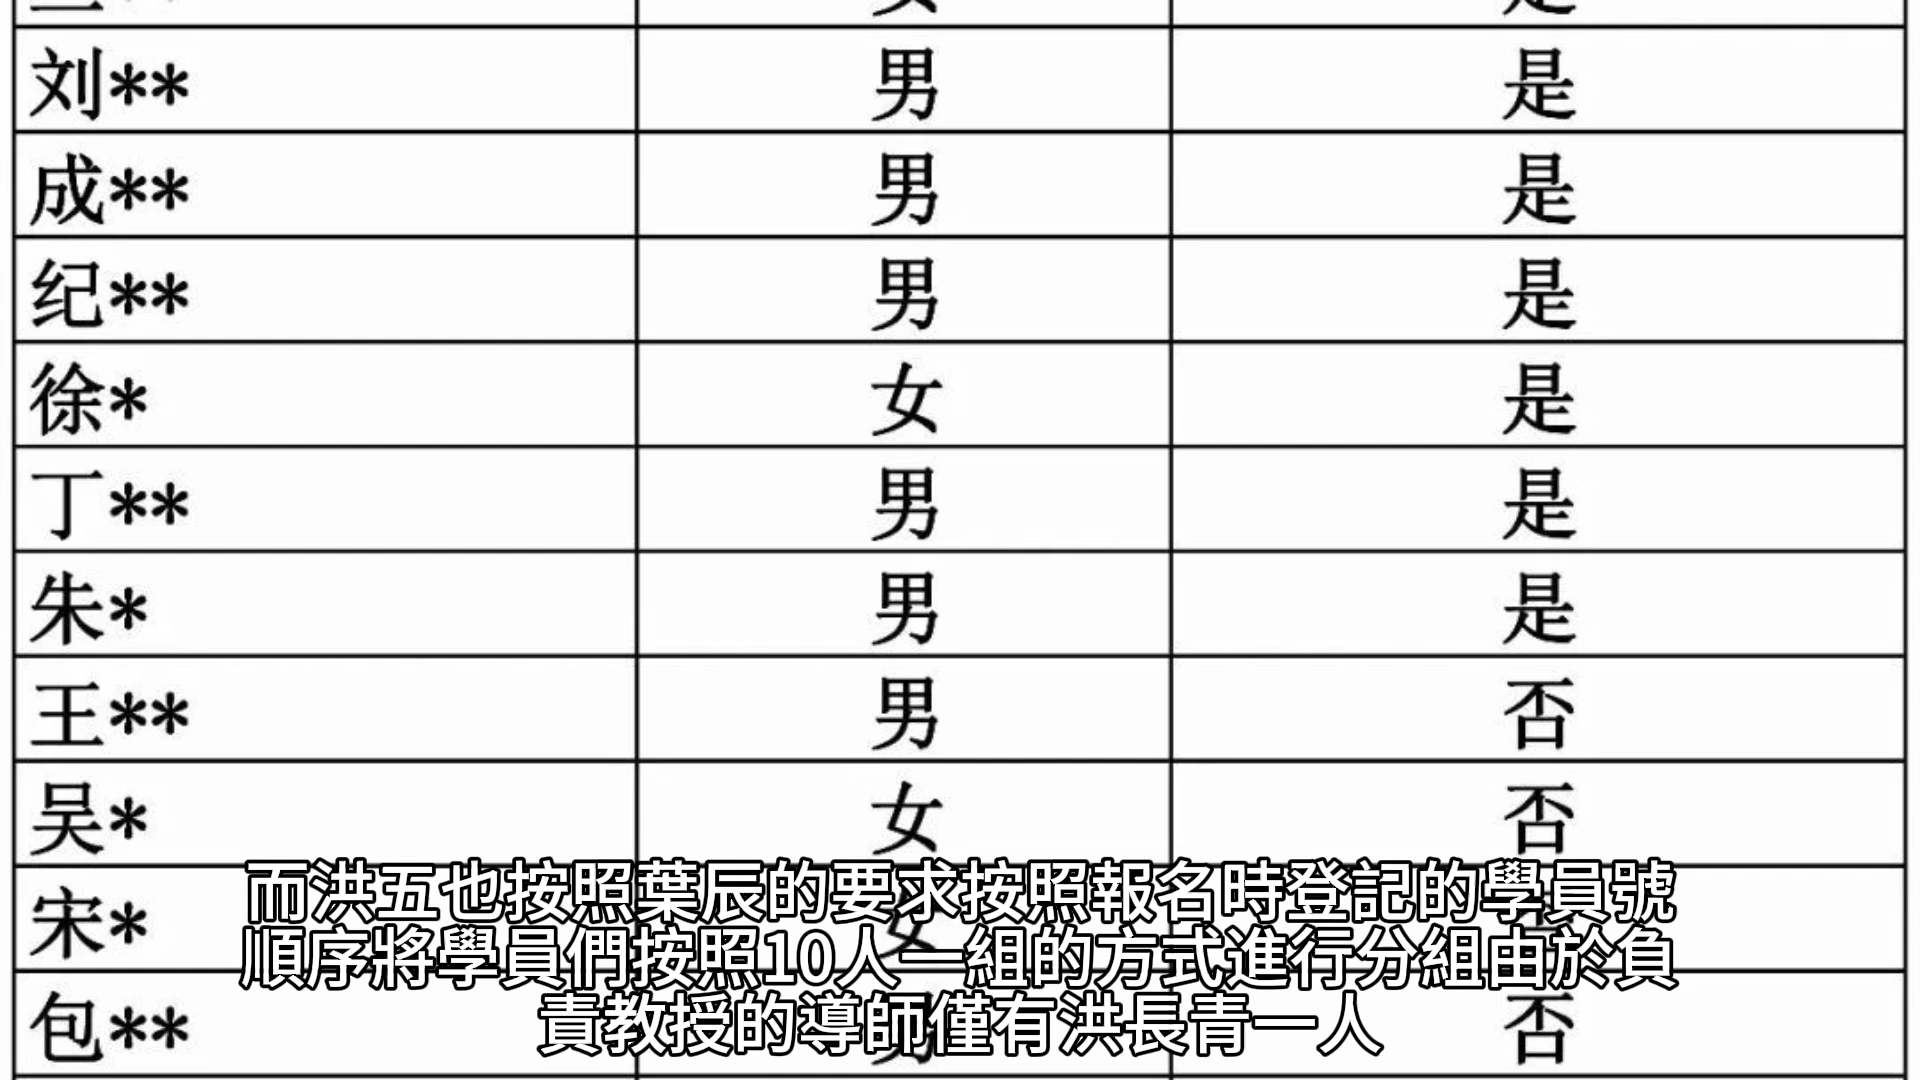 刘** 男 是
成** 男 是
纪** 男 是
徐* 女 是
丁** 男 是
朱* 男 是
王** 男 否
吴* 女 否
宋* 女
包** 男 否
而洪五也按照葉辰的要求按照報名時登記的學員號
順序將學員們按照10人一組的方式進行分組由於負
責教授的導師僅有洪長青一人